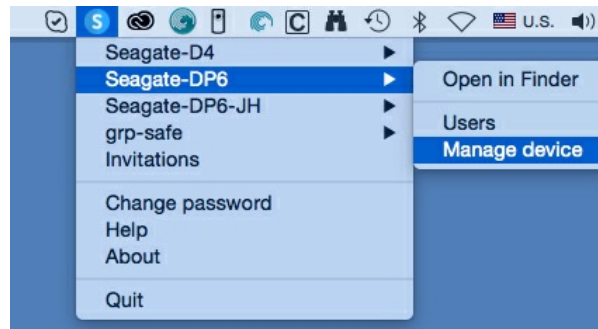 S C U.S.
Seagate-D4
Seagate-DP6
Seagate-DP6-JH
grp-safe
Invitations
Change password
Help
About
Quit
Open in Finder
Users
Manage device